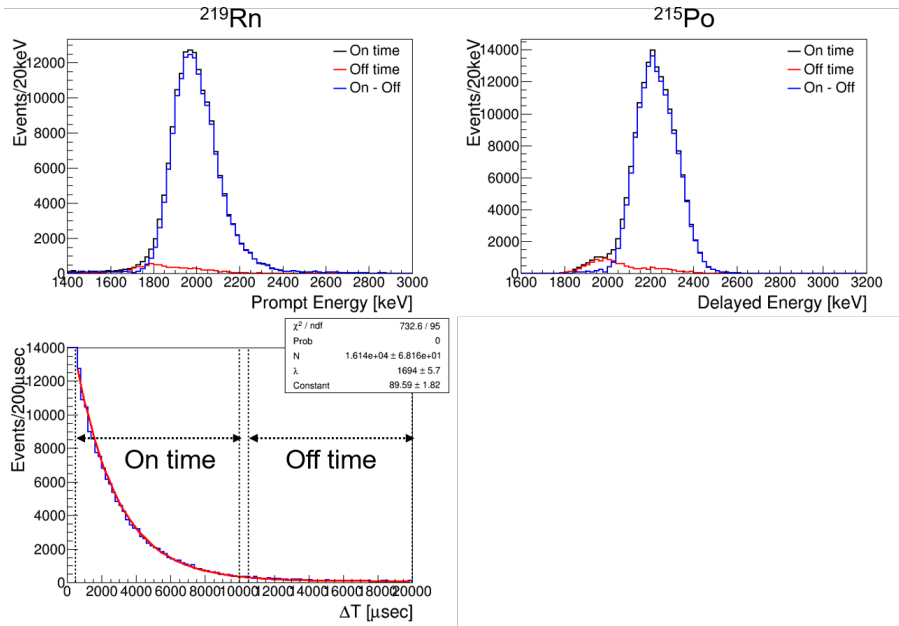 ²¹⁹Rn
Events/20keV
12000
10000
8000
6000
4000
2000
0
On time
Off time
On - Off
1400 1600 1800 2000 2200 2400 2600 2800 3000
Prompt Energy [keV]
²¹⁵Po
Events/20keV
14000
12000
10000
8000
6000
4000
2000
0
On time
Off time
On - Off
1600 1800 2000 2200 2400 2600 2800 3000 3200
Delayed Energy [keV]
χ² / ndf 732.6 / 95
Prob 0
N 1.614e+04 ± 6.816e+01
λ 1694 ± 5.7
Constant 89.59 ± 1.82
Events/200μsec
14000
12000
10000
8000
6000
4000
2000
0
On time
Off time
0 2000 4000 6000 8000 10000 12000 14000 16000 18000 20000
ΔT [μsec]